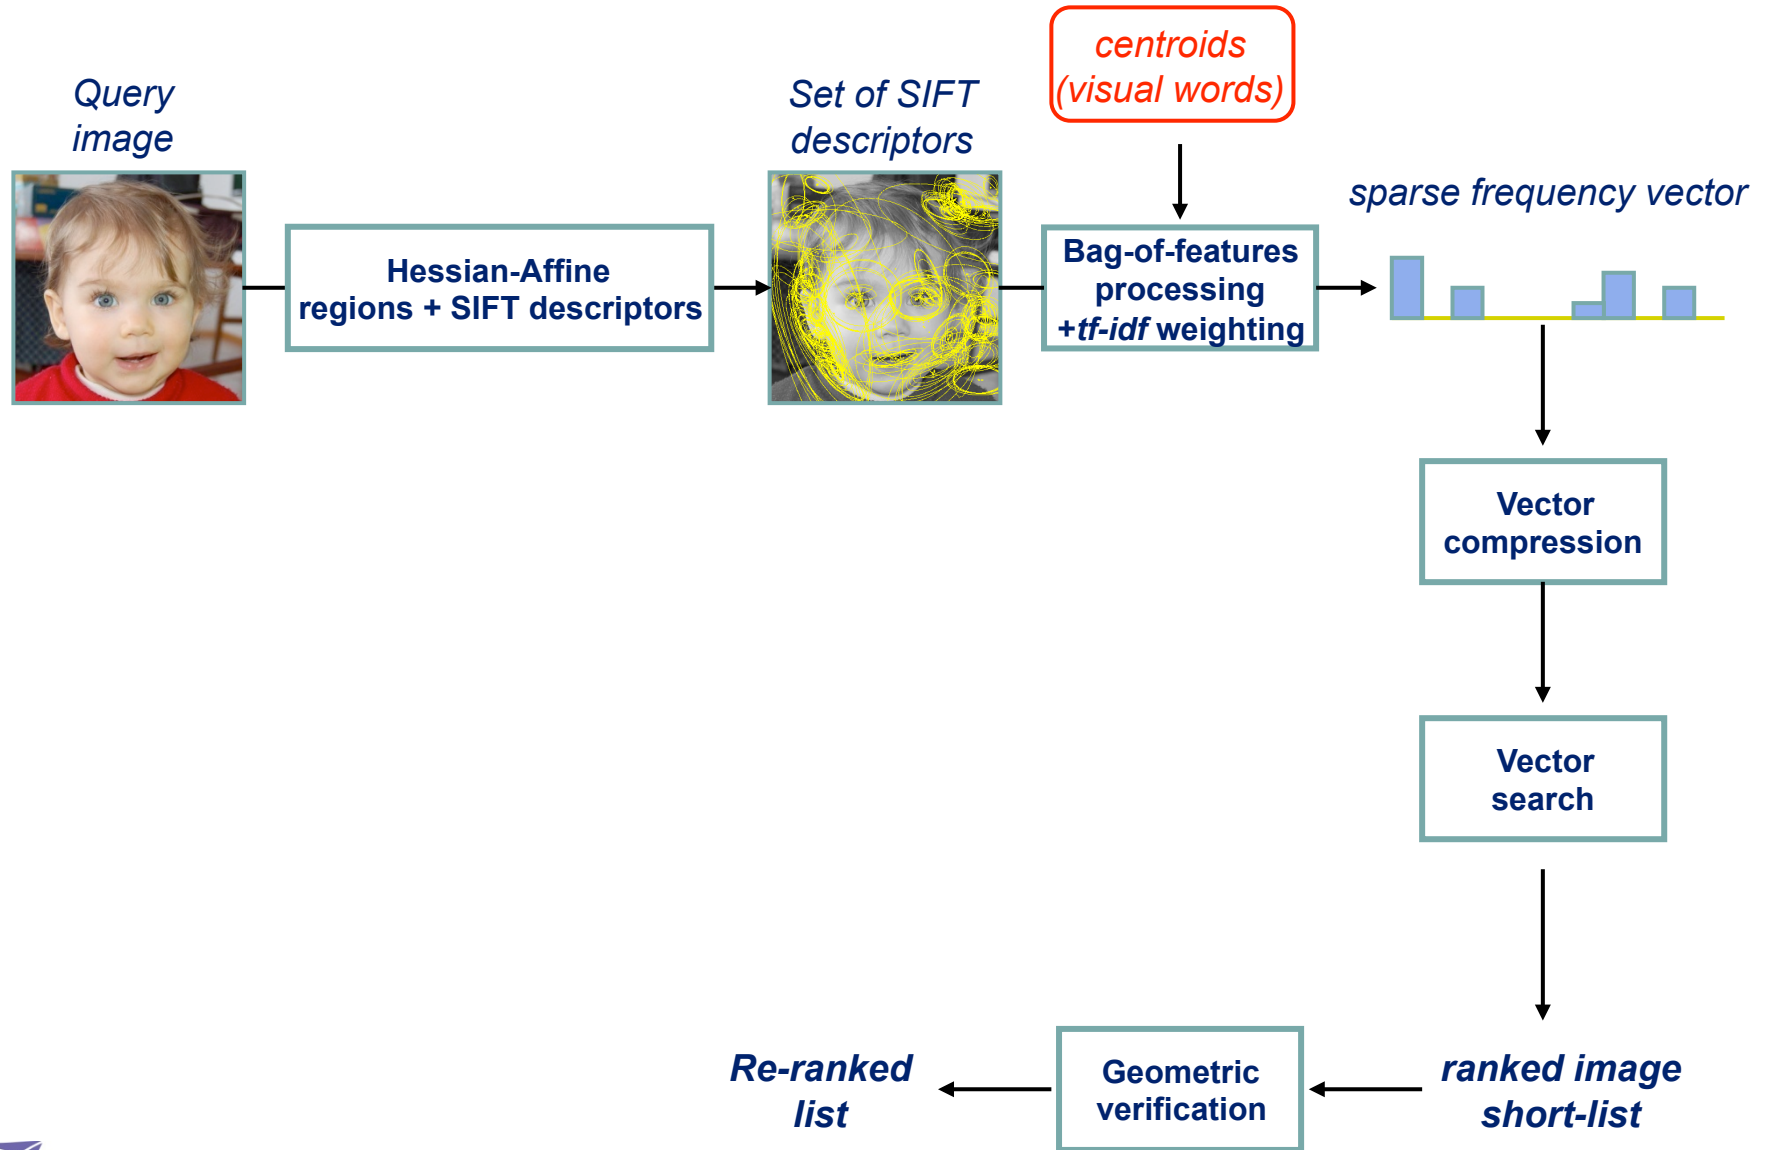 Query
image
Hessian-Affine
regions + SIFT descriptors
Set of SIFT
descriptors
centroids
(visual words)
Bag-of-features
processing
+tf-idf weighting
sparse frequency vector
Vector
compression
Vector
search
ranked image
short-list
Geometric
verification
Re-ranked
list